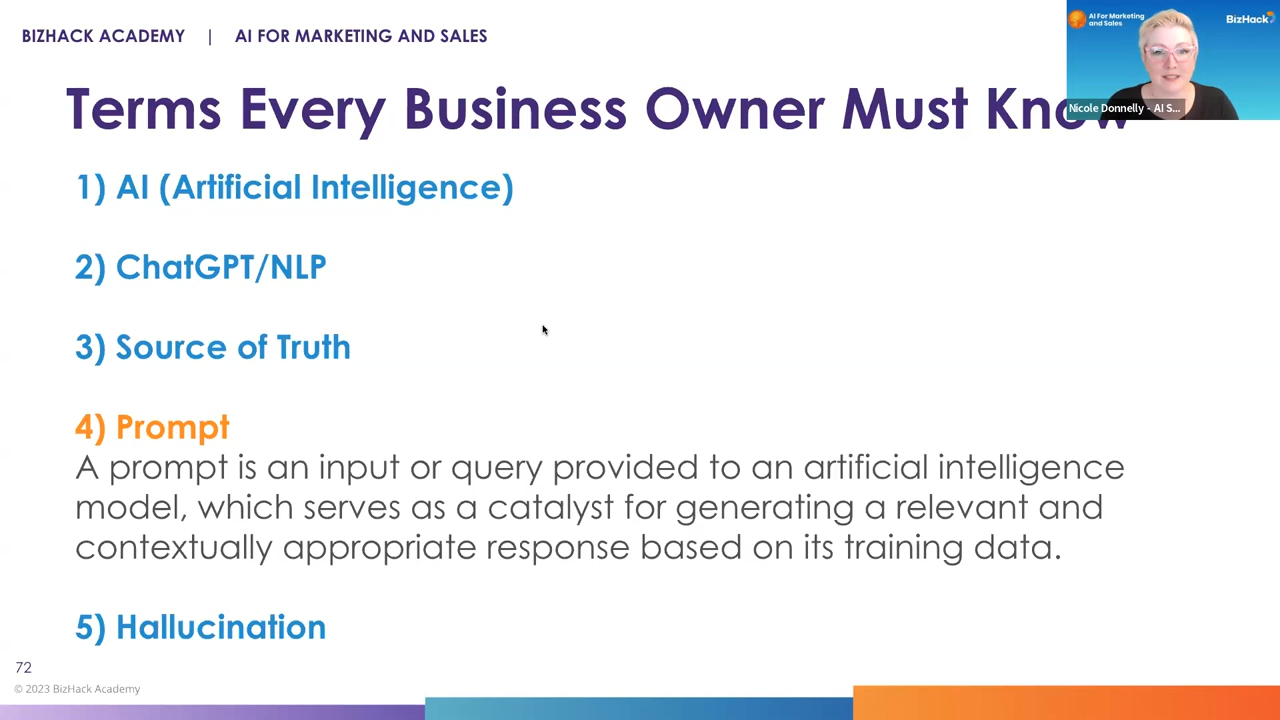 BIZHACK ACADEMY | AI FOR MARKETING AND SALES
AI For Marketing and Sales
BizHack
Nicole Donnelly - AI S...
Terms Every Business Owner Must Know
1) AI (Artificial Intelligence)
2) ChatGPT/NLP
3) Source of Truth
4) Prompt
A prompt is an input or query provided to an artificial intelligence
model, which serves as a catalyst for generating a relevant and
contextually appropriate response based on its training data.
5) Hallucination
72
© 2023 BizHack Academy